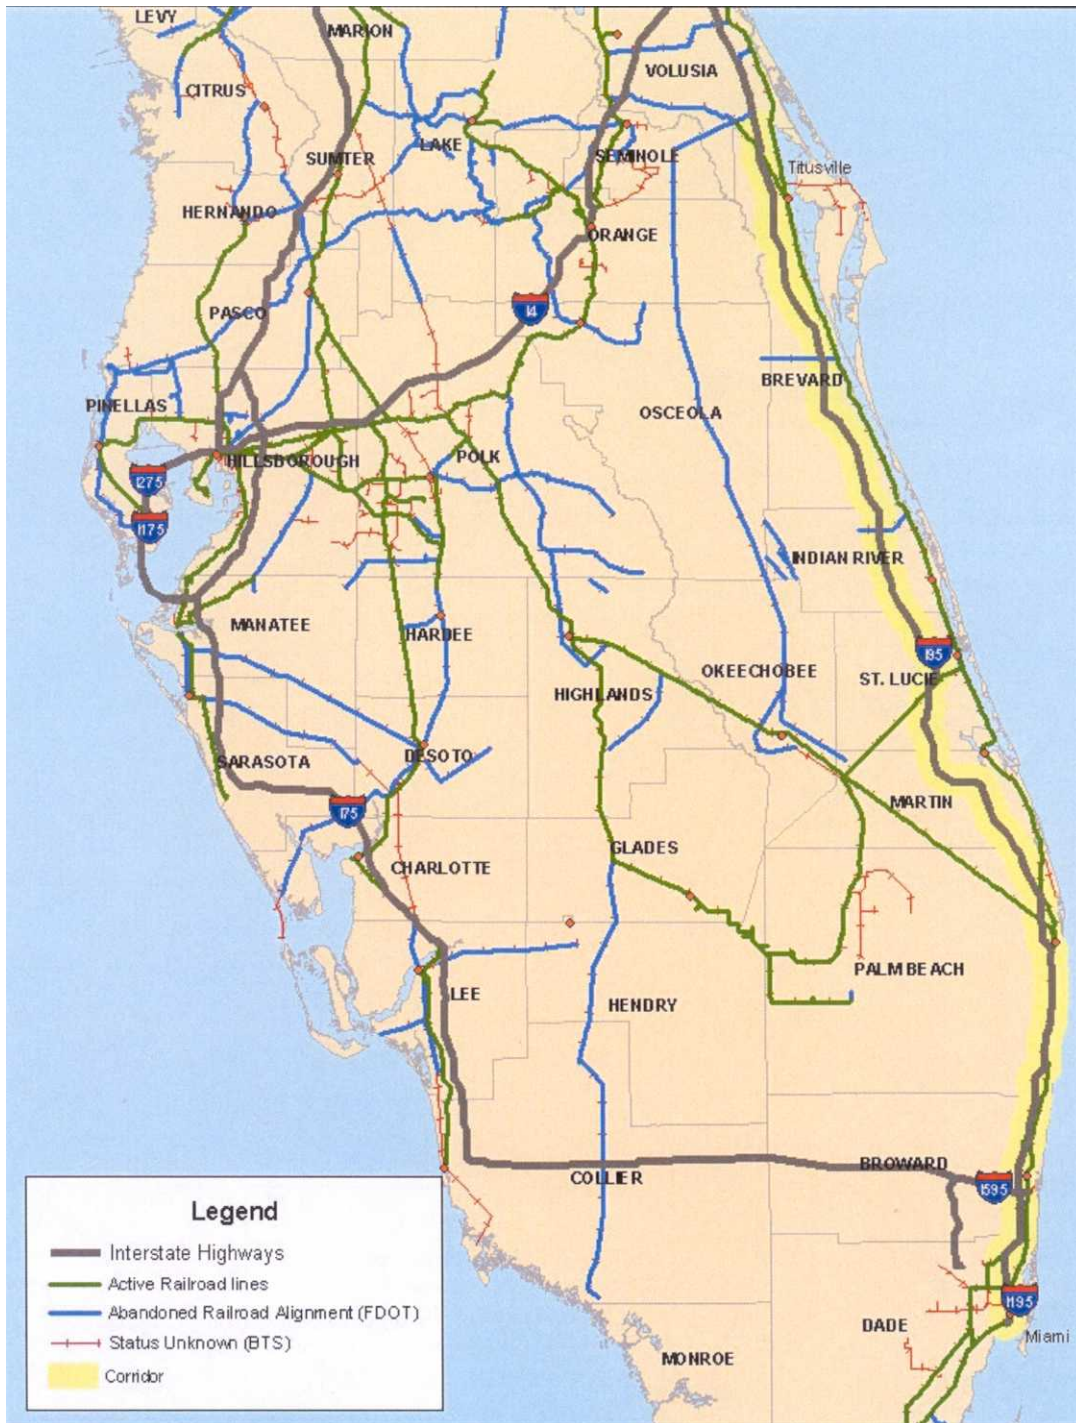 LEVY
MARION
VOLUSIA
CITRUS
LAKE
SUMTER
SEMINOLE
Titusville
HERNANDO
ORANGE
I4
PASCO
BREVARD
PINELLAS
OSCEOLA
POLK
HILLSBOROUGH
I275
I175
INDIAN RIVER
MANATEE
HARDEE
I95
OKEECHOBEE
ST. LUCIE
HIGHLANDS
DESOTO
SARASOTA
MARTIN
I75
GLADES
CHARLOTTE
PALM BEACH
LEE
HENDRY
BROWARD
COLLIER
I595
I195
DADE
Miami
MONROE
Legend
Interstate Highways
Active Railroad lines
Abandoned Railroad Alignment (FDOT)
Status Unknown (BTS)
Corridor